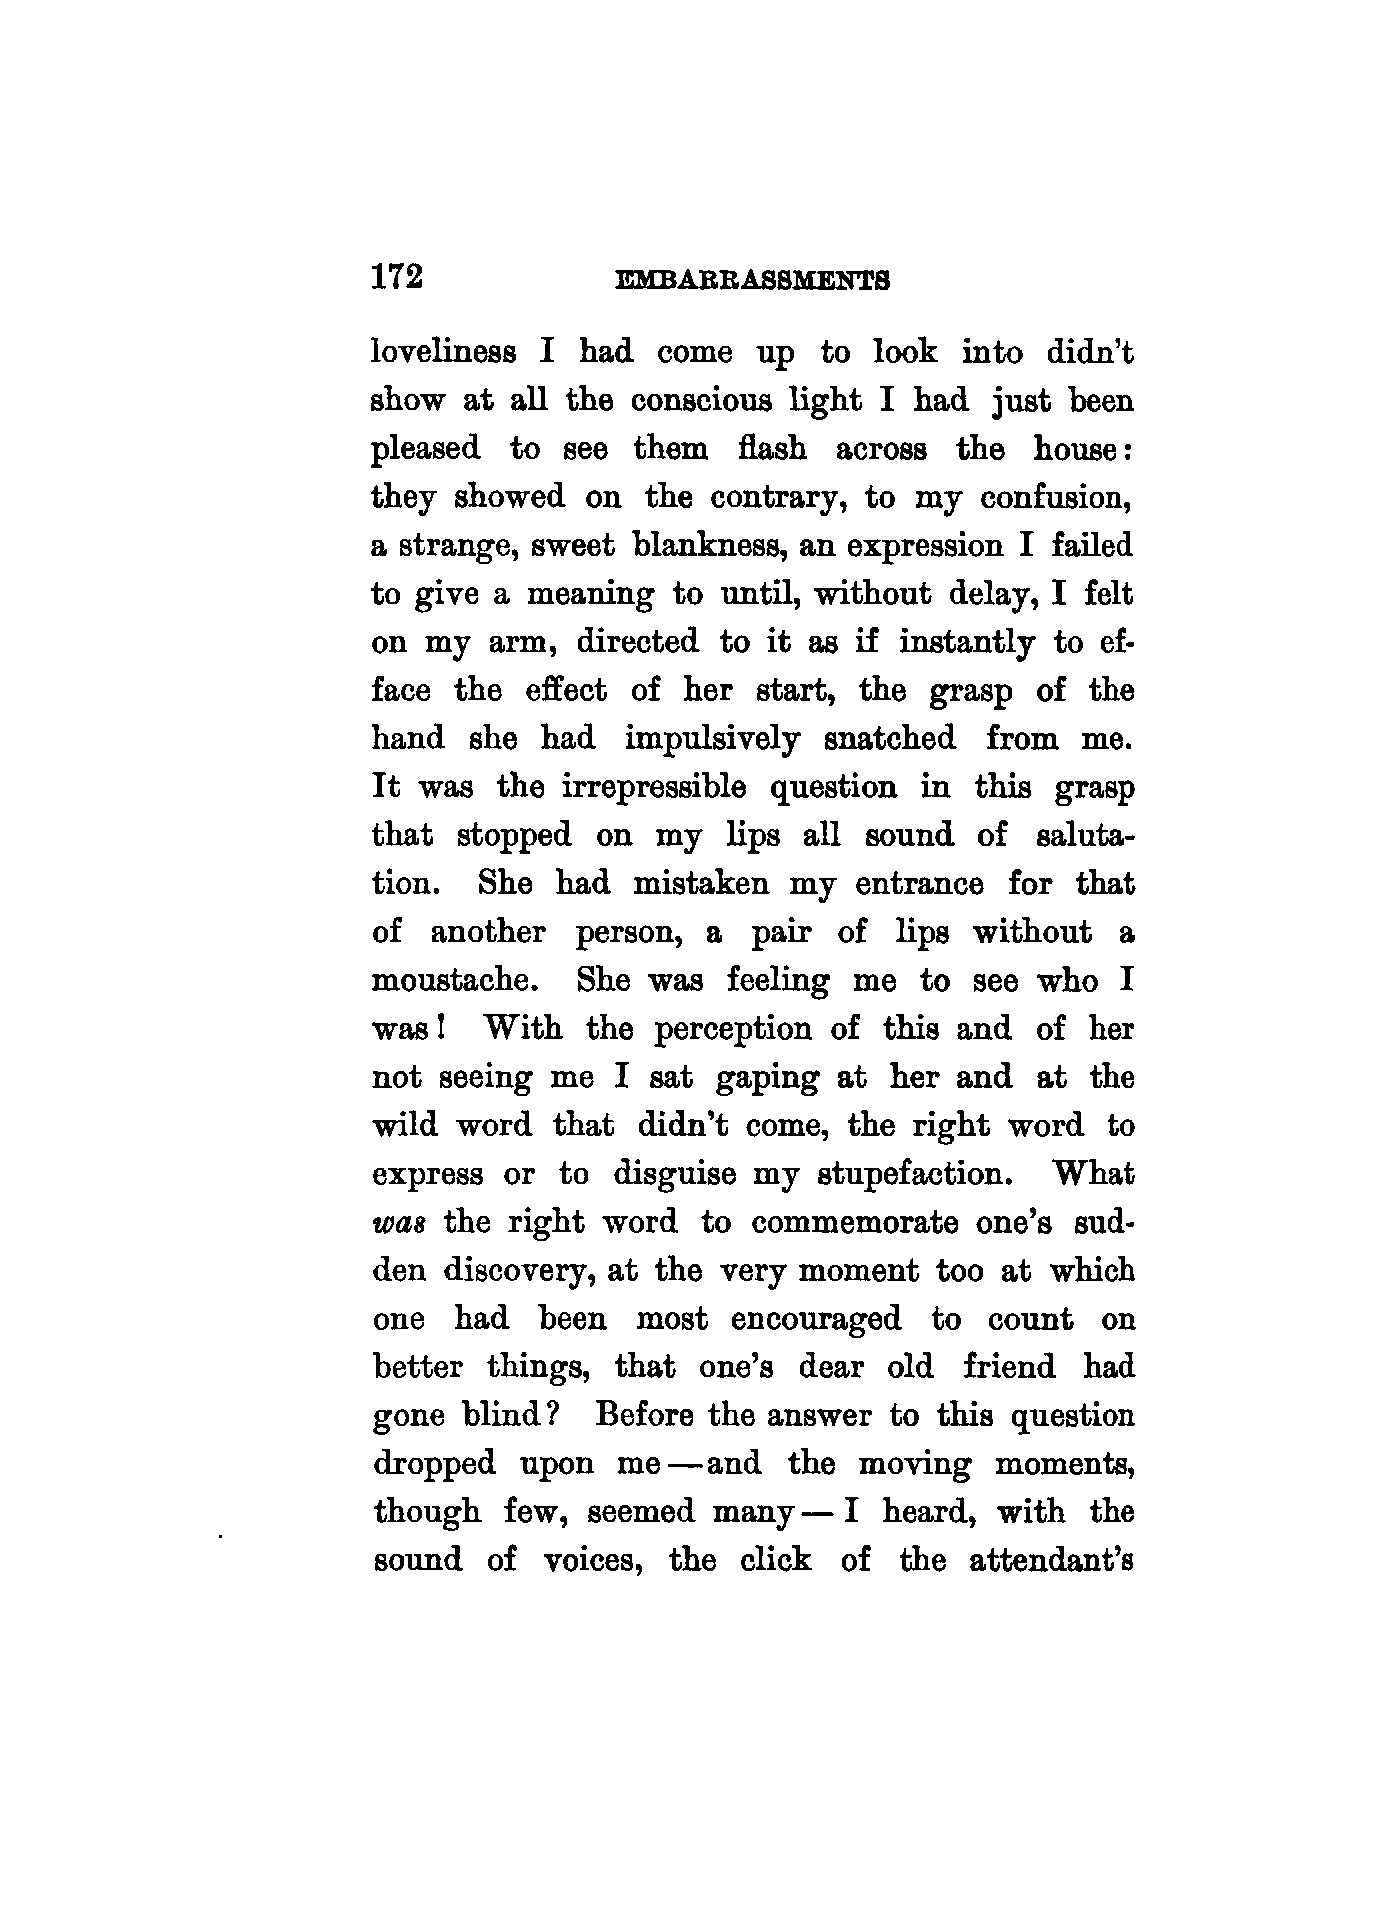 172 EMBARRASSMENTS
loveliness I had come up to look into didn't
show at all the conscious light I had just been
pleased to see them flash across the house:
they showed on the contrary, to my confusion,
a strange, sweet blankness, an expression I failed
to give a meaning to until, without delay, I felt
on my arm, directed to it as if instantly to ef-
face the effect of her start, the grasp of the
hand she had impulsively snatched from me.
It was the irrepressible question in this grasp
that stopped on my lips all sound of saluta-
tion. She had mistaken my entrance for that
of another person, a pair of lips without a
moustache. She was feeling me to see who I
was! With the perception of this and of her
not seeing me I sat gaping at her and at the
wild word that didn't come, the right word to
express or to disguise my stupefaction. What
was the right word to commemorate one's sud-
den discovery, at the very moment too at which
one had been most encouraged to count on
better things, that one's dear old friend had
gone blind? Before the answer to this question
dropped upon me—and the moving moments,
though few, seemed many—I heard, with the
sound of voices, the click of the attendant's